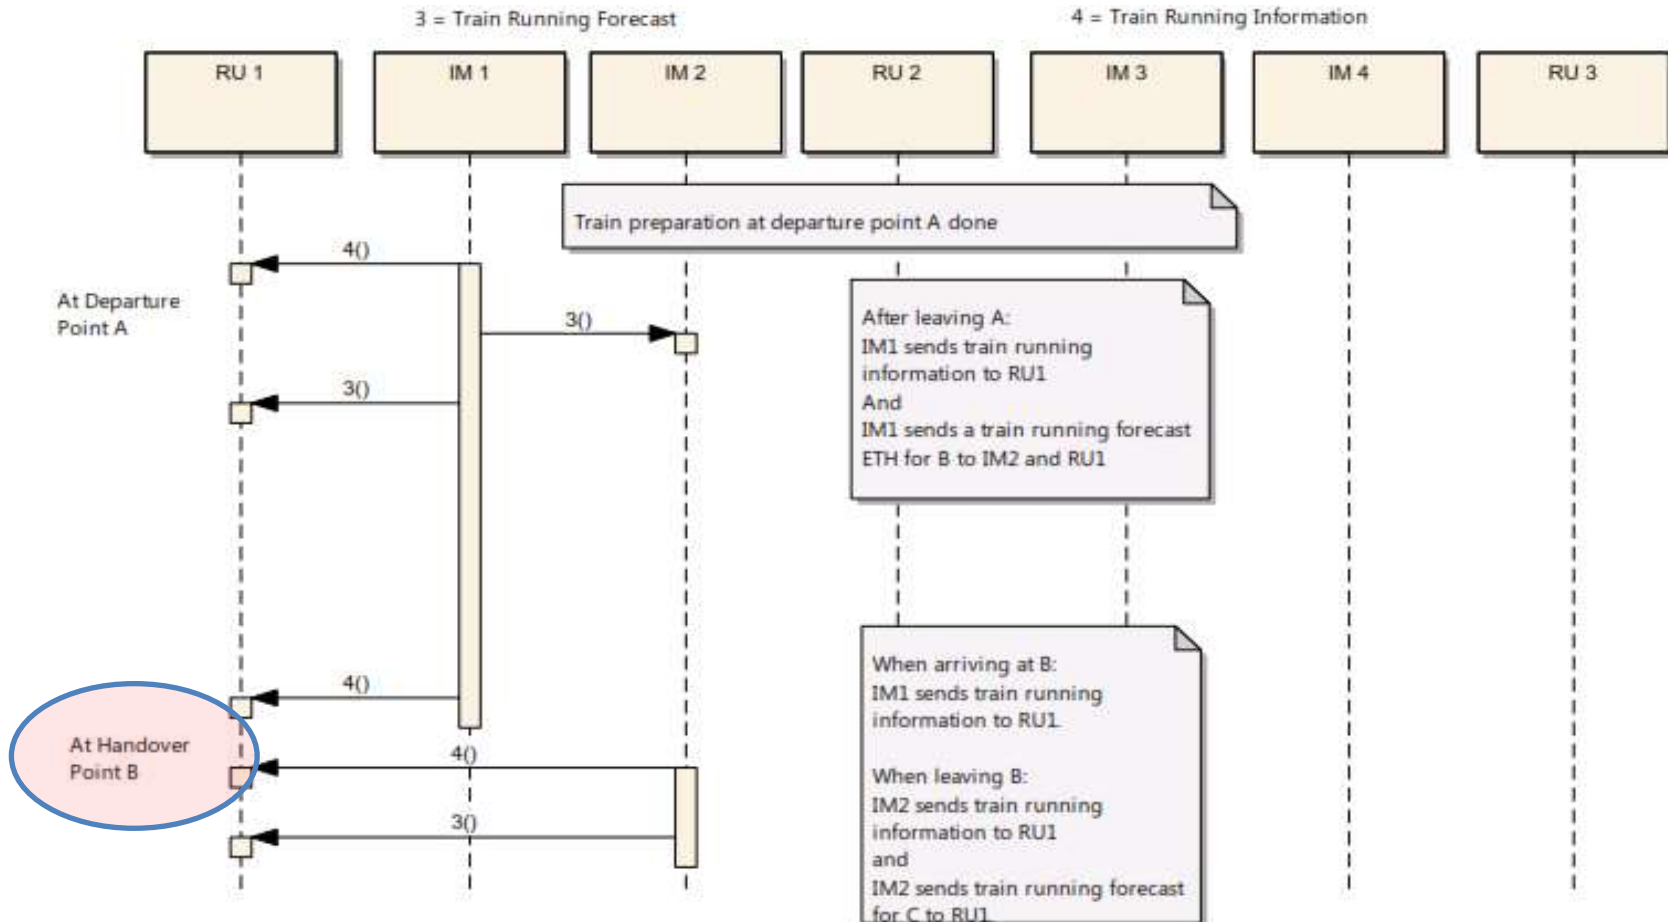 3 = Train Running Forecast
4 = Train Running Information
RU 1
IM 1
IM 2
RU 2
IM 3
IM 4
RU 3
Train preparation at departure point A done
4()
At Departure
Point A
3()
3()
After leaving A:
IM1 sends train running
information to RU1
And
IM1 sends a train running forecast
ETH for B to IM2 and RU1
4()
At Handover
Point B
4()
3()
When arriving at B:
IM1 sends train running
information to RU1.
When leaving B:
IM2 sends train running
information to RU1
and
IM2 sends train running forecast
for C to RU1.